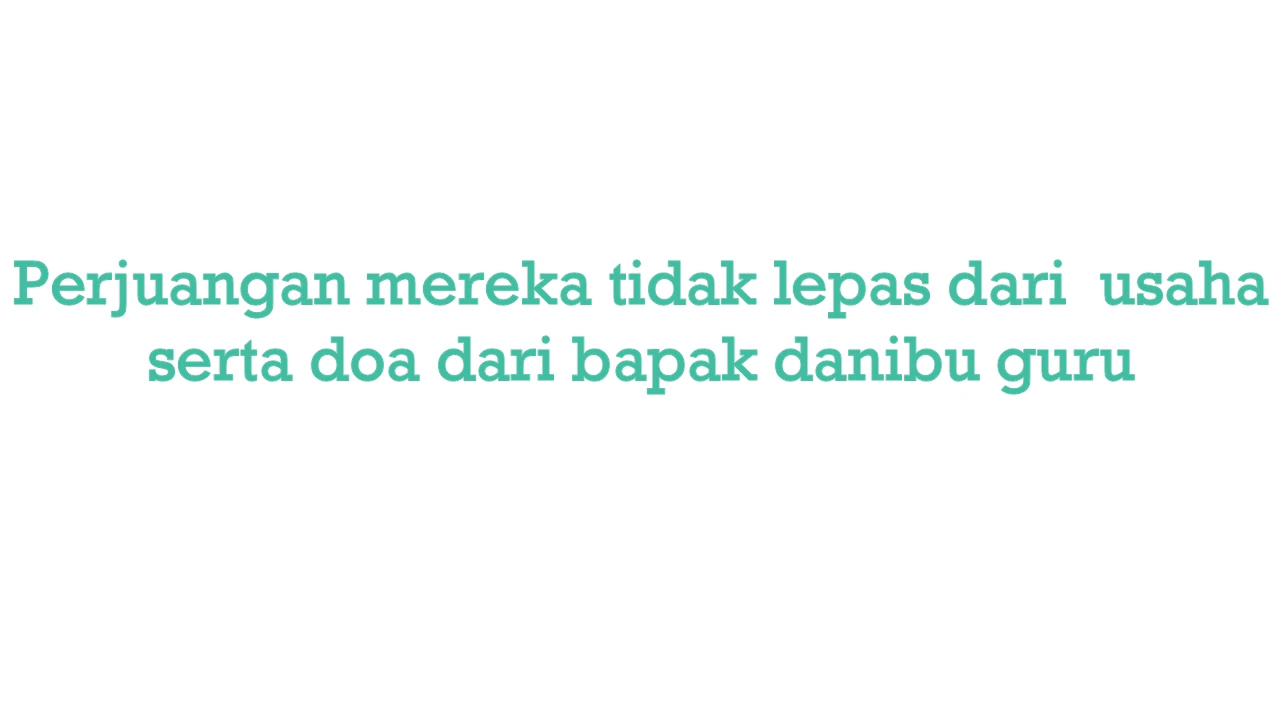 Perjuangan mereka tidak lepas dari  usaha
serta doa dari bapak danibu guru